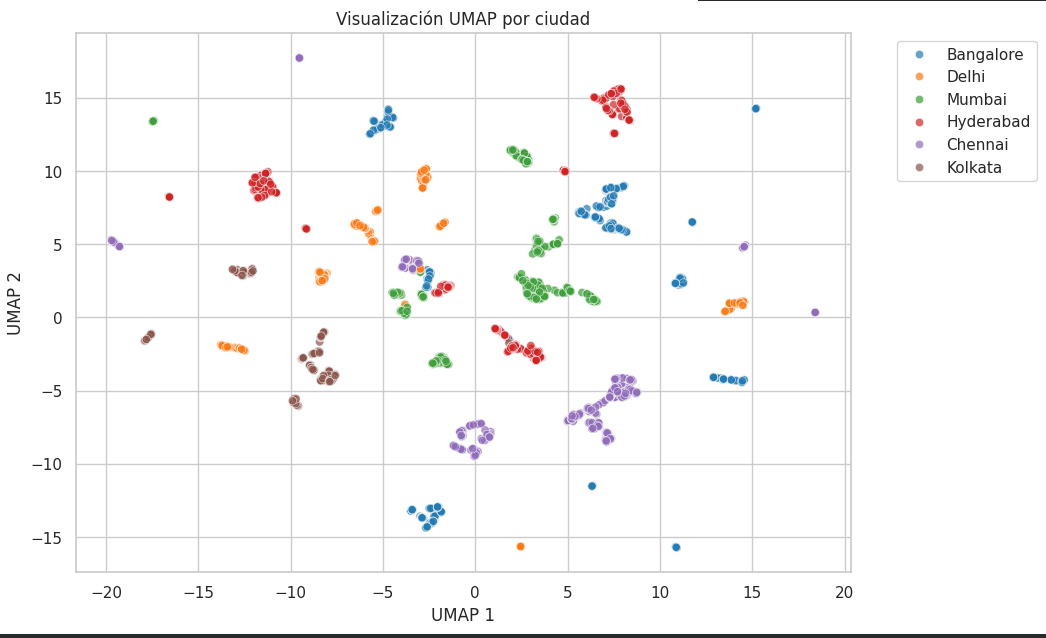 Visualización UMAP por ciudad
Bangalore
Delhi
Mumbai
Hyderabad
Chennai
Kolkata
15
10
5
0
−5
−10
−15
UMAP 2
−20
−15
−10
−5
0
5
10
15
20
UMAP 1